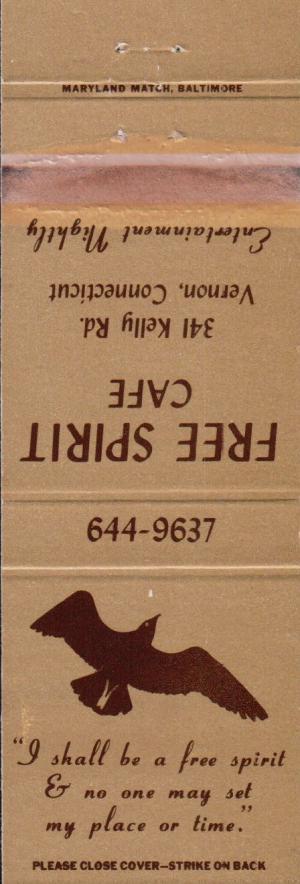 MARYLAND MATCH, BALTIMORE
FREE SPIRIT
CAFE
341 Kelly Rd.
Vernon, Connecticut
Entertainment Nightly
644-9637
"I shall be a free spirit
& no one may set
my place or time."
PLEASE CLOSE COVER—STRIKE ON BACK